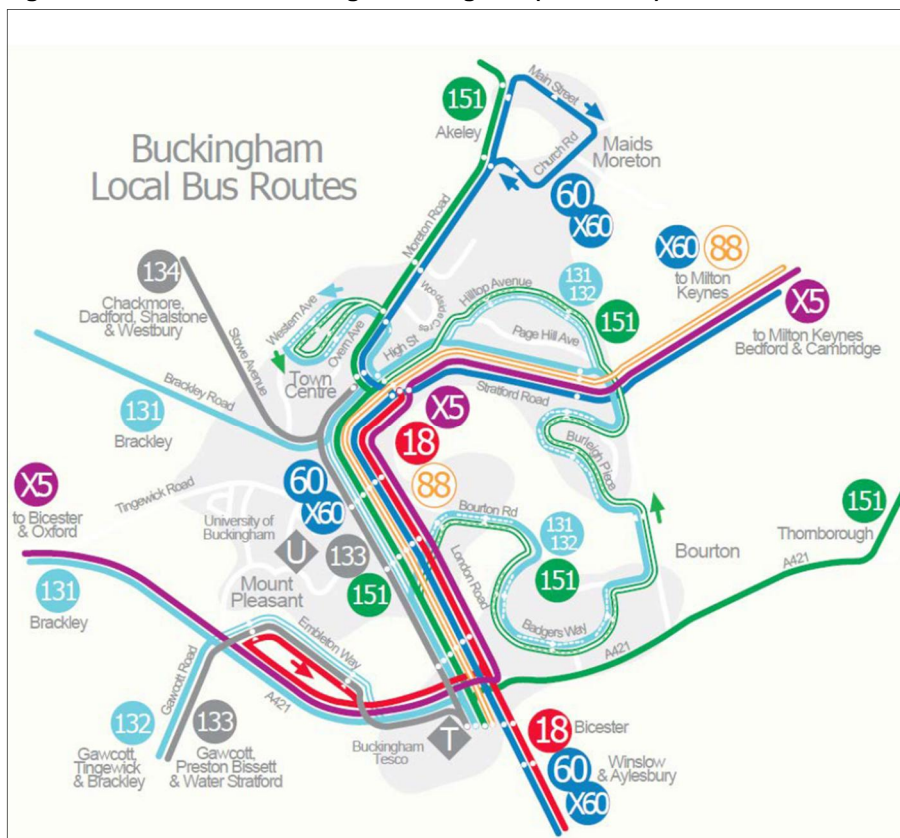 Buckingham
Local Bus Routes
151
Akeley
Main Street
Church Rd
Maids
Moreton
60
X60
Moreton Road
X60
88
to Milton
Keynes
X5
to Milton Keynes
Bedford & Cambridge
134
Chackmore,
Dadford, Shalstone
& Westbury
Stowe Avenue
Western Ave
Overn Ave
Hilltop Avenue
131
132
151
Page Hill Ave
High St
Town
Centre
Stratford Road
Brackley Road
131
Brackley
X5
18
88
Burleigh Piece
X5
to Bicester
& Oxford
Tingewick Road
60
X60
University of
Buckingham
U
133
151
Bourton Rd
131
132
151
London Road
Badgers Way
Bourton
151
Thornborough
A421
A421
131
Brackley
Mount
Pleasant
Embleton Way
Gawcott Road
A421
132
Gawcott,
Tingewick
& Brackley
133
Gawcott,
Preston Bissett
& Water Stratford
Buckingham
Tesco
T
18
Bicester
60
X60
Winslow
& Aylesbury